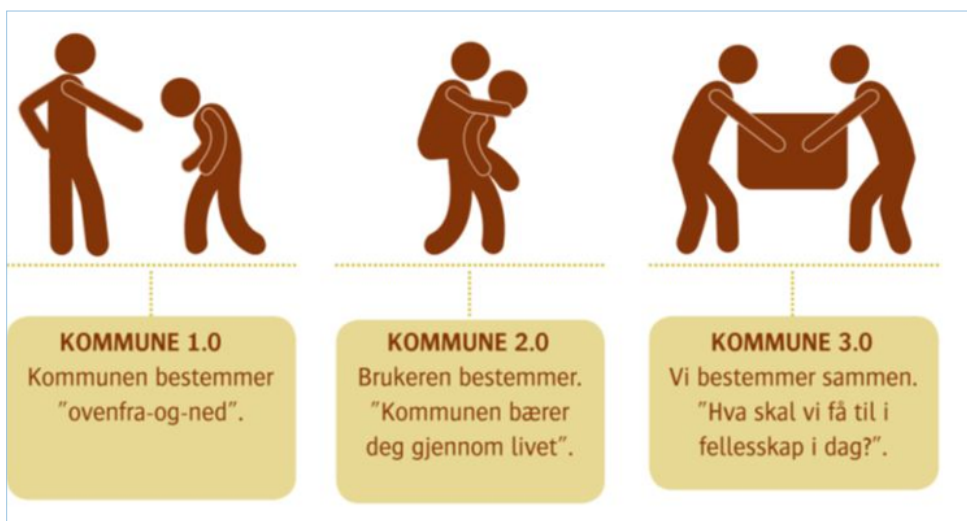 KOMMUNE 1.0
Kommunen bestemmer
"ovenfra-og-ned".
KOMMUNE 2.0
Brukeren bestemmer.
"Kommunen bærer
deg gjennom livet".
KOMMUNE 3.0
Vi bestemmer sammen.
"Hva skal vi få til i
fellesskap i dag?".